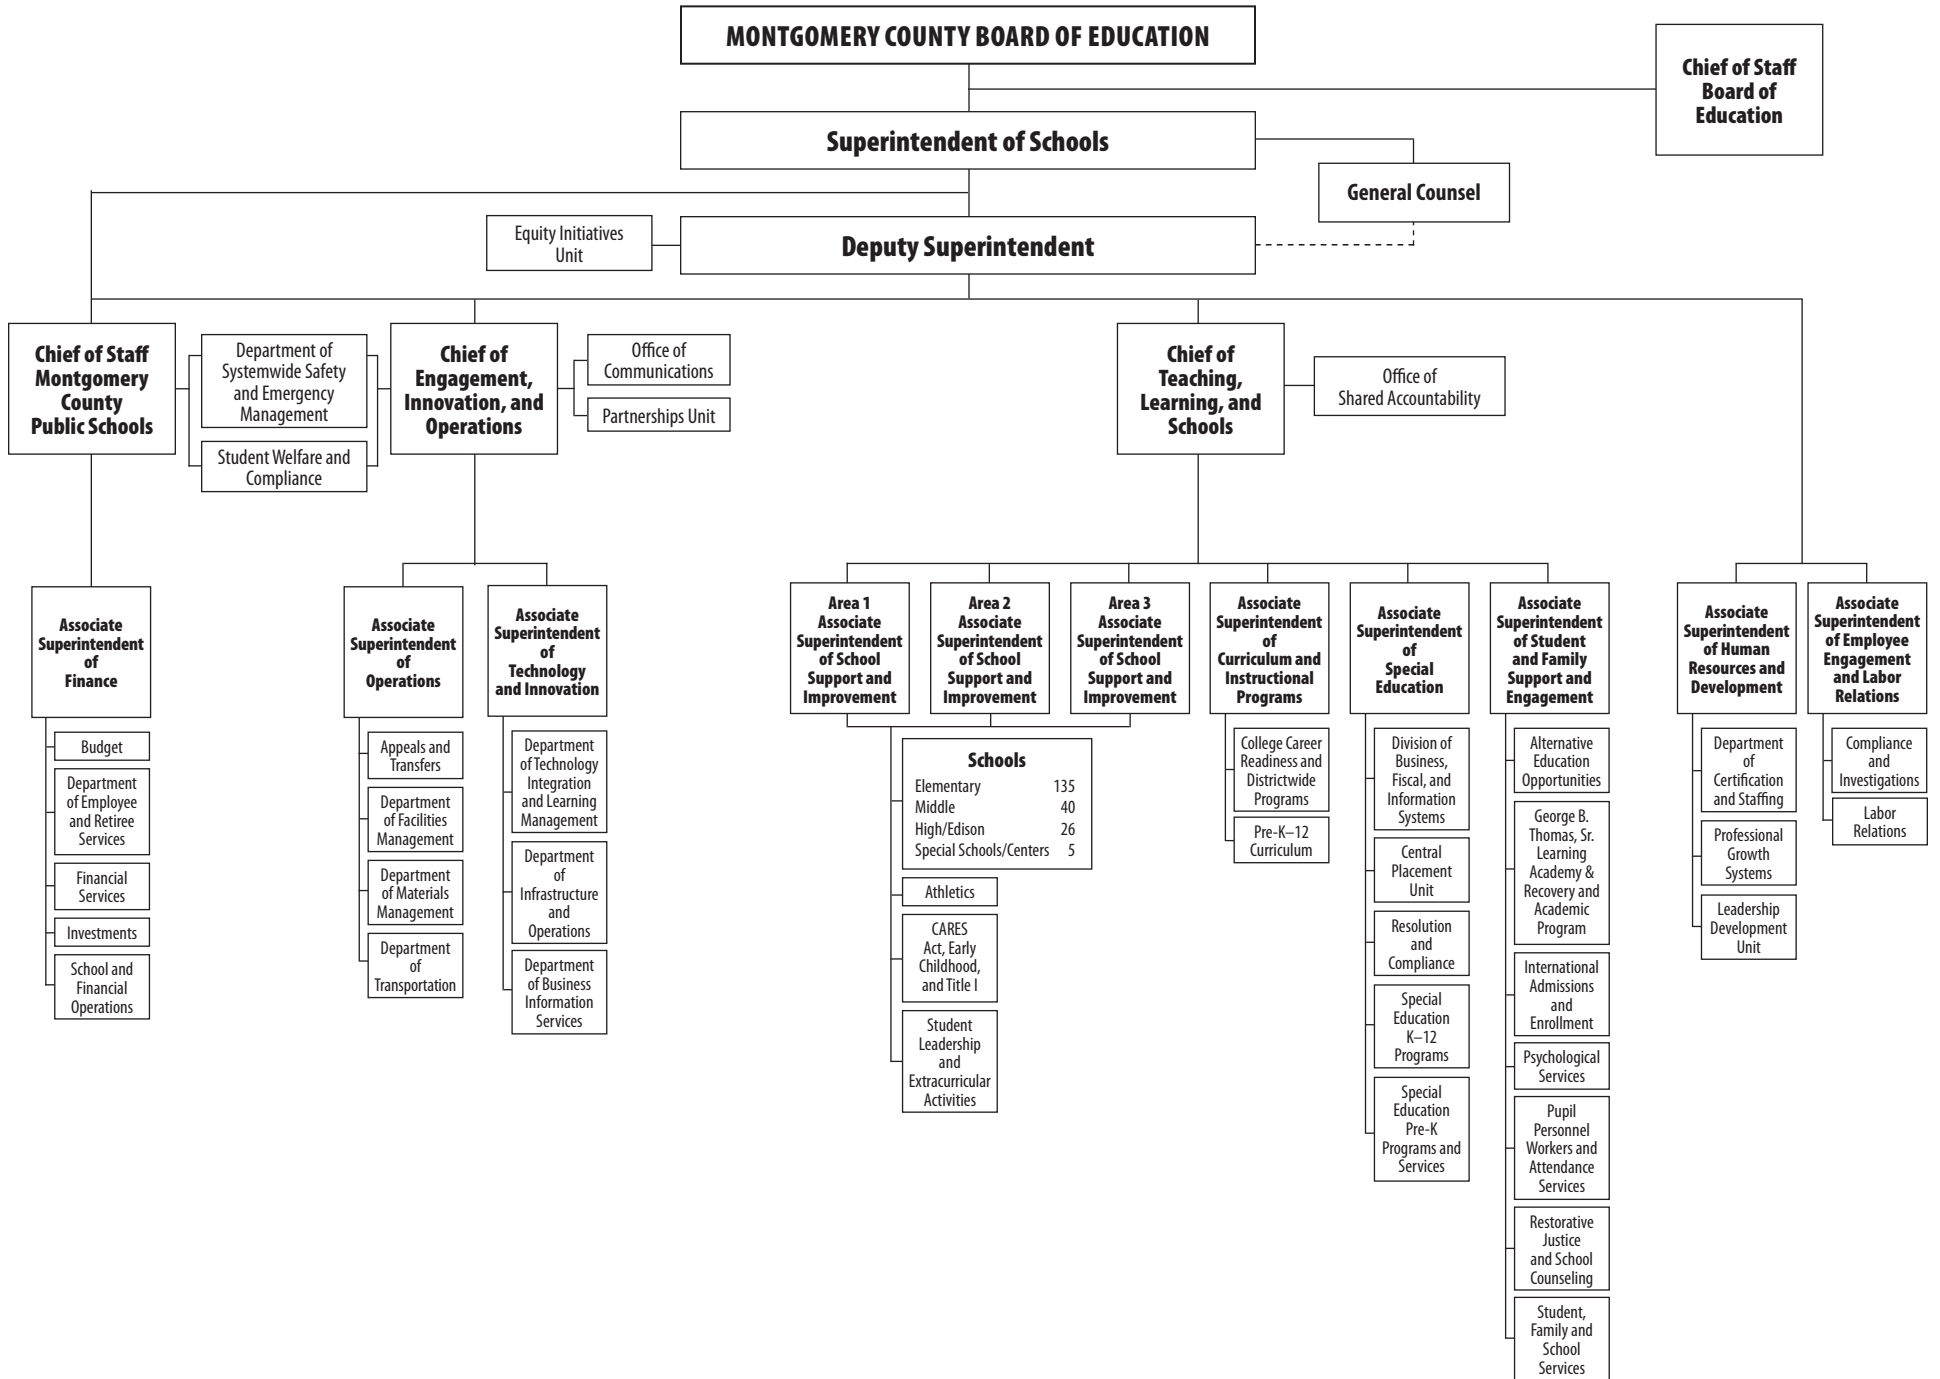 MONTGOMERY COUNTY BOARD OF EDUCATION
Chief of Staff
Board of
Education
Superintendent of Schools
General Counsel
Equity Initiatives
Unit
Deputy Superintendent
Chief of Staff
Montgomery
County
Public Schools
Department of
Systemwide Safety
and Emergency
Management
Student Welfare and
Compliance
Chief of
Engagement,
Innovation, and
Operations
Office of
Communications
Partnerships Unit
Chief of
Teaching,
Learning, and
Schools
Office of
Shared Accountability
Associate
Superintendent
of
Finance
Budget
Department
of Employee
and Retiree
Services
Financial
Services
Investments
School and
Financial
Operations
Associate
Superintendent
of
Operations
Appeals and
Transfers
Department
of Facilities
Management
Department
of Materials
Management
Department
of
Transportation
Associate
Superintendent
of
Technology
and Innovation
Department
of Technology
Integration
and Learning
Management
Department
of
Infrastructure
and
Operations
Department
of Business
Information
Services
Area 1
Associate
Superintendent
of School
Support and
Improvement
Area 2
Associate
Superintendent
of School
Support and
Improvement
Area 3
Associate
Superintendent
of School
Support and
Improvement
Schools
Elementary 135
Middle 40
High/Edison 26
Special Schools/Centers 5
Athletics
CARES
Act, Early
Childhood,
and Title I
Student
Leadership
and
Extracurricular
Activities
Associate
Superintendent
of
Curriculum and
Instructional
Programs
College Career
Readiness and
Districtwide
Programs
Pre-K–12
Curriculum
Associate
Superintendent
of
Special
Education
Division of
Business,
Fiscal, and
Information
Systems
Central
Placement
Unit
Resolution
and
Compliance
Special
Education
K–12
Programs
Special
Education
Pre-K
Programs and
Services
Associate
Superintendent
of Student
and Family
Support and
Engagement
Alternative
Education
Opportunities
George B.
Thomas, Sr.
Learning
Academy &
Recovery and
Academic
Program
International
Admissions
and
Enrollment
Psychological
Services
Pupil
Personnel
Workers and
Attendance
Services
Restorative
Justice
and School
Counseling
Student,
Family and
School
Services
Associate
Superintendent
of Human
Resources and
Development
Department
of
Certification
and Staffing
Professional
Growth
Systems
Leadership
Development
Unit
Associate
Superintendent
of Employee
Engagement
and Labor
Relations
Compliance
and
Investigations
Labor
Relations